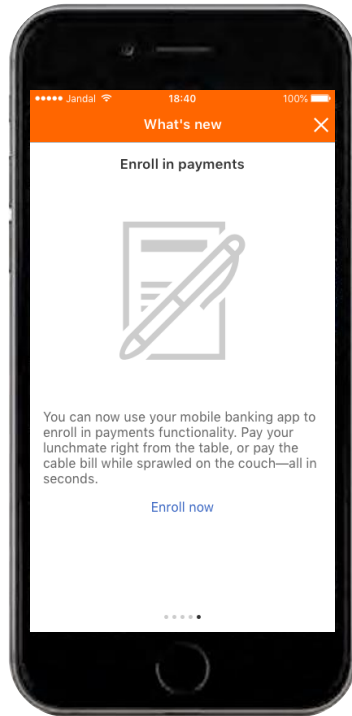 Jandal 18:40 100%
What's new
Enroll in payments
You can now use your mobile banking app to
enroll in payments functionality. Pay your
lunchmate right from the table, or pay the
cable bill while sprawled on the couch—all in
seconds.
Enroll now